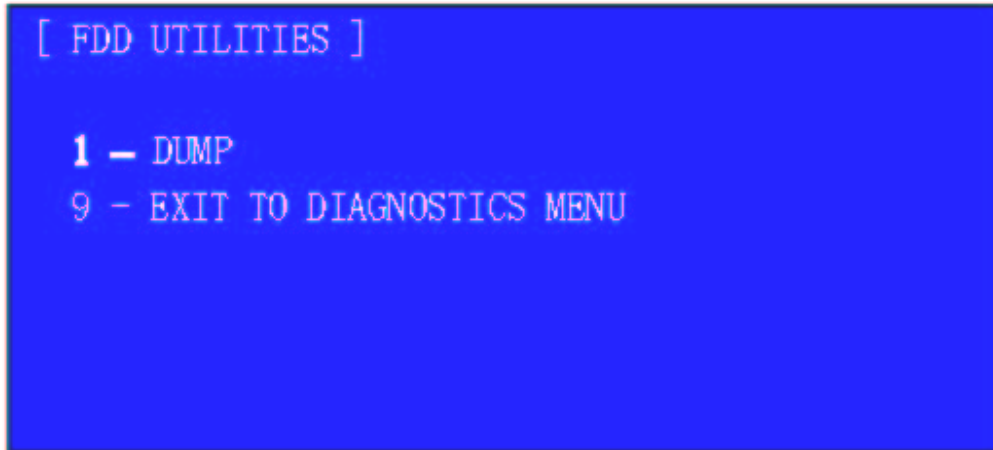 [ FDD UTILITIES ]
1 - DUMP
9 - EXIT TO DIAGNOSTICS MENU